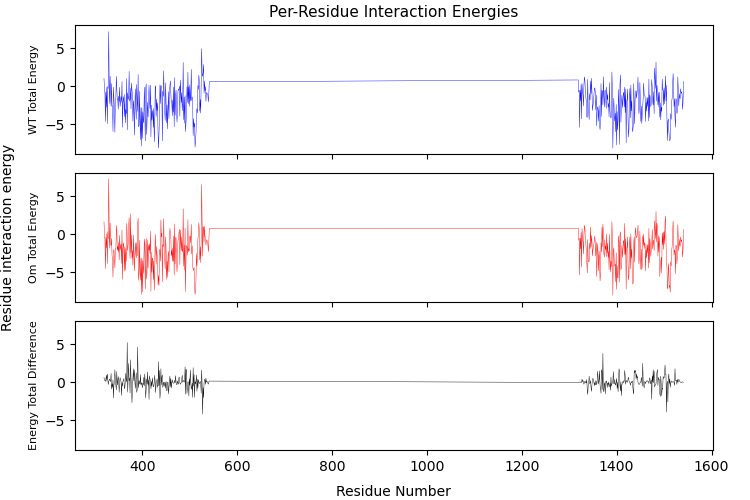 Per-Residue Interaction Energies
Residue interaction energy
WT Total Energy
5
0
−5
Om Total Energy
5
0
−5
Energy Total Difference
5
0
−5
400 600 800 1000 1200 1400 1600
Residue Number